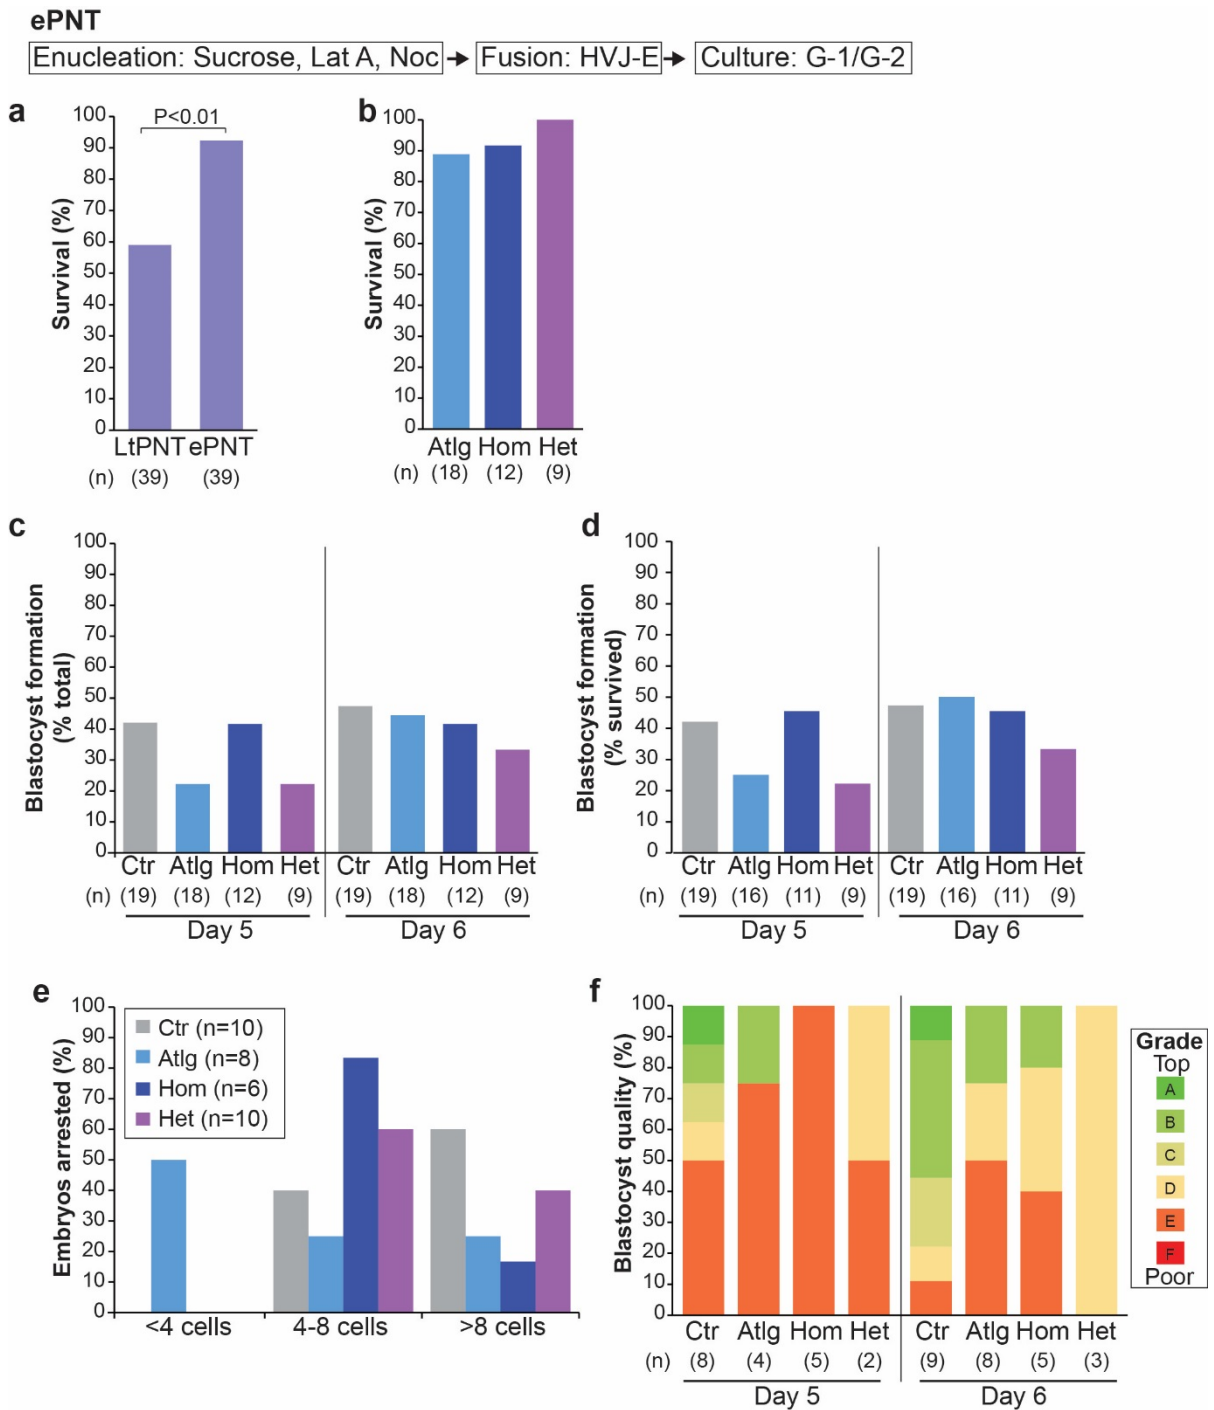 ePNT
Enucleation: Sucrose, Lat A, Noc
Fusion: HVJ-E
Culture: G-1/G-2
a
P<0.01
Survival (%)
100
90
80
70
60
50
40
30
20
10
0
LtPNT ePNT
(n) (39) (39)
b
Survival (%)
100
90
80
70
60
50
40
30
20
10
0
Atlg Hom Het
(n) (18) (12) (9)
c
Blastocyst formation
(% total)
100
90
80
70
60
50
40
30
20
10
0
Ctr Atlg Hom Het Ctr Atlg Hom Het
(n) (19) (18) (12) (9) (19) (18) (12) (9)
Day 5 Day 6
d
Blastocyst formation
(% survived)
100
90
80
70
60
50
40
30
20
10
0
Ctr Atlg Hom Het Ctr Atlg Hom Het
(n) (19) (16) (11) (9) (19) (16) (11) (9)
Day 5 Day 6
e
Embryos arrested (%)
100
90
80
70
60
50
40
30
20
10
0
Ctr (n=10)
Atlg (n=8)
Hom (n=6)
Het (n=10)
<4 cells 4-8 cells >8 cells
f
Blastocyst quality (%)
100
90
80
70
60
50
40
30
20
10
0
Ctr Atlg Hom Het Ctr Atlg Hom Het
(n) (8) (4) (5) (2) (9) (8) (5) (3)
Day 5 Day 6
Grade
Top
A
B
C
D
E
F
Poor